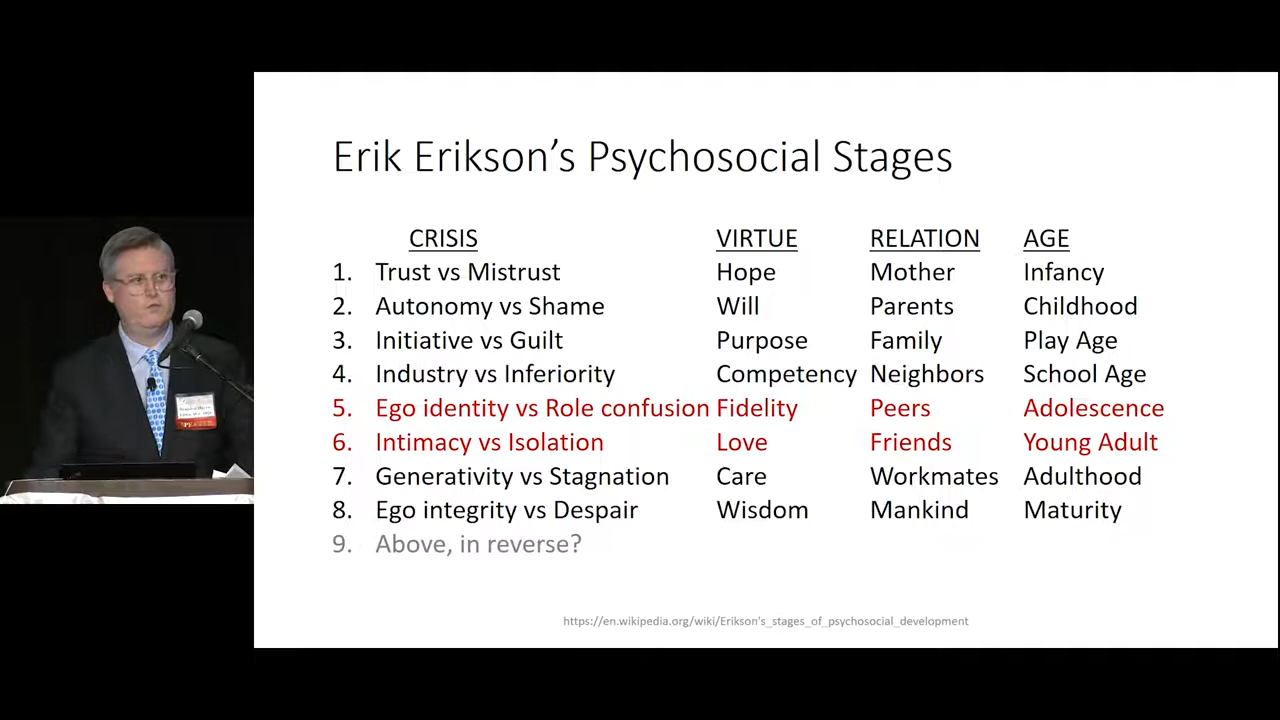 Erik Erikson's Psychosocial Stages
CRISIS VIRTUE RELATION AGE
1. Trust vs Mistrust Hope Mother Infancy
2. Autonomy vs Shame Will Parents Childhood
3. Initiative vs Guilt Purpose Family Play Age
4. Industry vs Inferiority Competency Neighbors School Age
5. Ego identity vs Role confusion Fidelity Peers Adolescence
6. Intimacy vs Isolation Love Friends Young Adult
7. Generativity vs Stagnation Care Workmates Adulthood
8. Ego integrity vs Despair Wisdom Mankind Maturity
9. Above, in reverse?
https://en.wikipedia.org/wiki/Erikson's_stages_of_psychosocial_development
SPEAKER